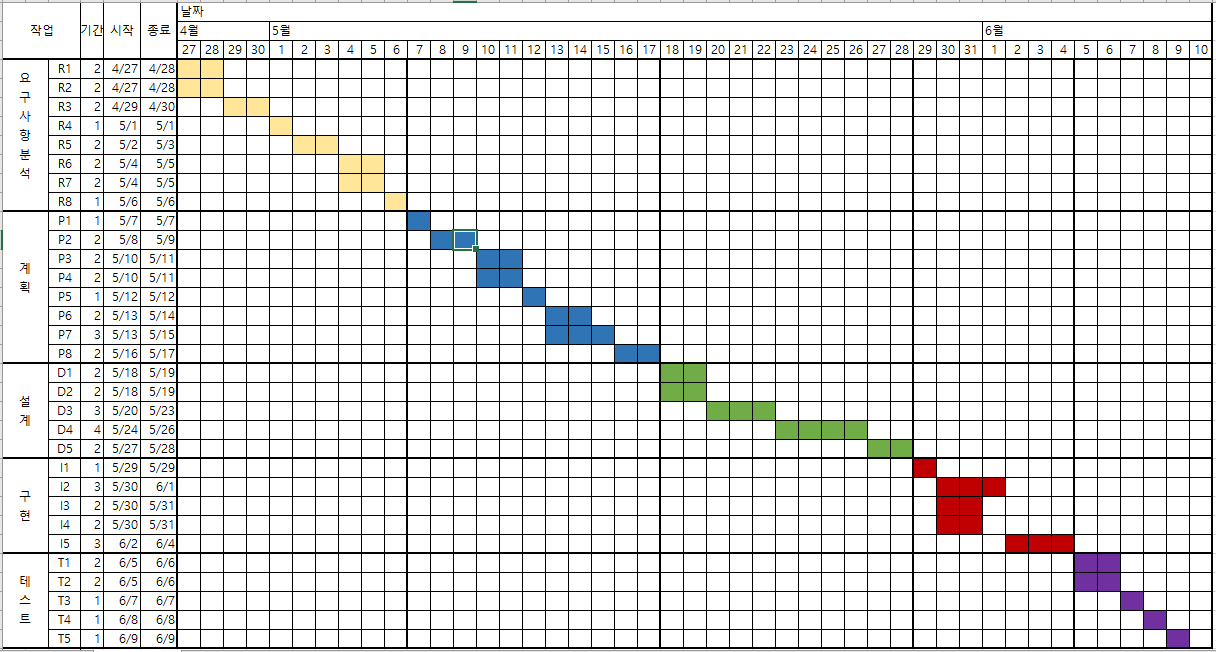 날짜
작업 기간 시작 종료 4월 5월 6월
27 28 29 30 1 2 3 4 5 6 7 8 9 10 11 12 13 14 15 16 17 18 19 20 21 22 23 24 25 26 27 28 29 30 31 1 2 3 4 5 6 7 8 9 10
요구사항분석
R1 2 4/27 4/28
R2 2 4/27 4/28
R3 2 4/29 4/30
R4 1 5/1 5/1
R5 2 5/2 5/3
R6 2 5/4 5/5
R7 2 5/4 5/5
R8 1 5/6 5/6
계획
P1 1 5/7 5/7
P2 2 5/8 5/9
P3 2 5/10 5/11
P4 2 5/10 5/11
P5 1 5/12 5/12
P6 2 5/13 5/14
P7 3 5/13 5/15
P8 2 5/16 5/17
설계
D1 2 5/18 5/19
D2 2 5/18 5/19
D3 3 5/20 5/23
D4 4 5/24 5/26
D5 2 5/27 5/28
구현
I1 1 5/29 5/29
I2 3 5/30 6/1
I3 2 5/30 5/31
I4 2 5/30 5/31
I5 3 6/2 6/4
테스트
T1 2 6/5 6/6
T2 2 6/5 6/6
T3 1 6/7 6/7
T4 1 6/8 6/8
T5 1 6/9 6/9